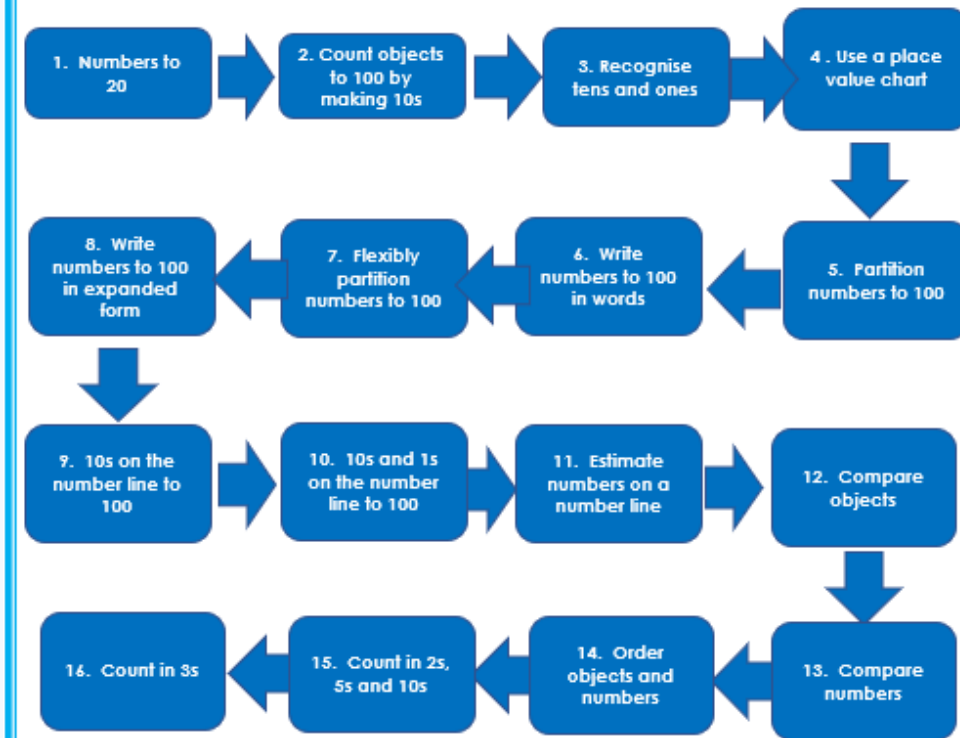 1. Numbers to
20
2. Count objects
to 100 by
making 10s
3. Recognise
tens and ones
4 . Use a place
value chart
5. Partition
numbers to 100
6. Write
numbers to 100
in words
7. Flexibly
partition
numbers to 100
8. Write
numbers to 100
in expanded
form
9. 10s on the
number line to
100
10. 10s and 1s
on the number
line to 100
11. Estimate
numbers on a
number line
12. Compare
objects
13. Compare
numbers
14. Order
objects and
numbers
15. Count in 2s,
5s and 10s
16. Count in 3s